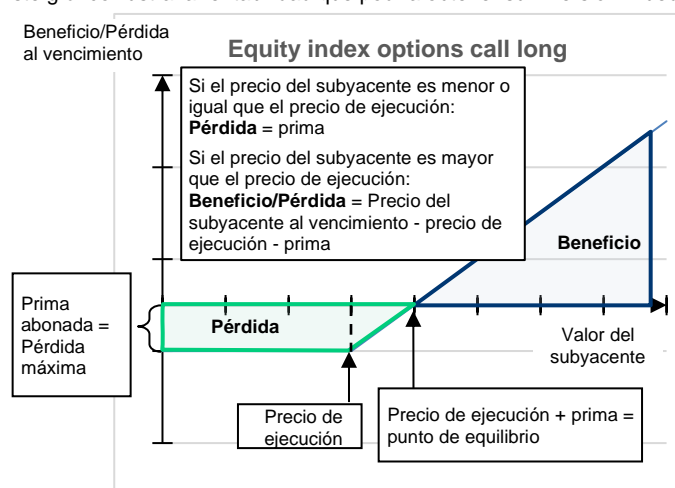 Beneficio/Pérdida
al vencimiento
Equity index options call long
Si el precio del subyacente es menor o
igual que el precio de ejecución:
Pérdida = prima
Si el precio del subyacente es mayor
que el precio de ejecución:
Beneficio/Pérdida = Precio del
subyacente al vencimiento - precio de
ejecución - prima
Beneficio
Prima
abonada =
Pérdida
máxima
Pérdida
Valor del
subyacente
Precio de
ejecución
Precio de ejecución + prima =
punto de equilibrio